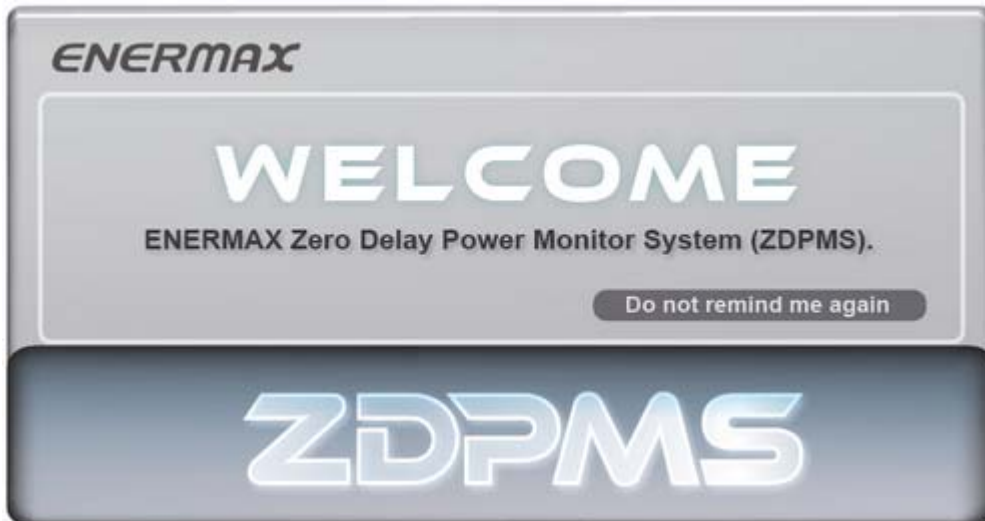 ENERMAX
WELCOME
ENERMAX Zero Delay Power Monitor System (ZDPMS).
Do not remind me again
ZDPMS